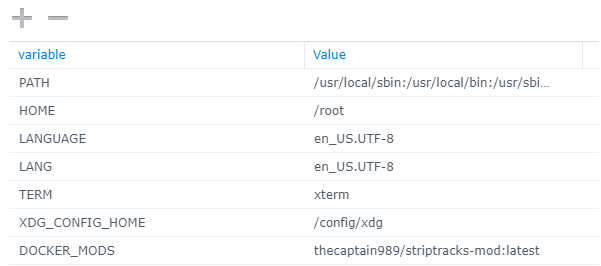 variable Value
PATH /usr/local/sbin:/usr/local/bin:/usr/sbi...
HOME /root
LANGUAGE en_US.UTF-8
LANG en_US.UTF-8
TERM xterm
XDG_CONFIG_HOME /config/xdg
DOCKER_MODS thecaptain989/striptracks-mod:latest